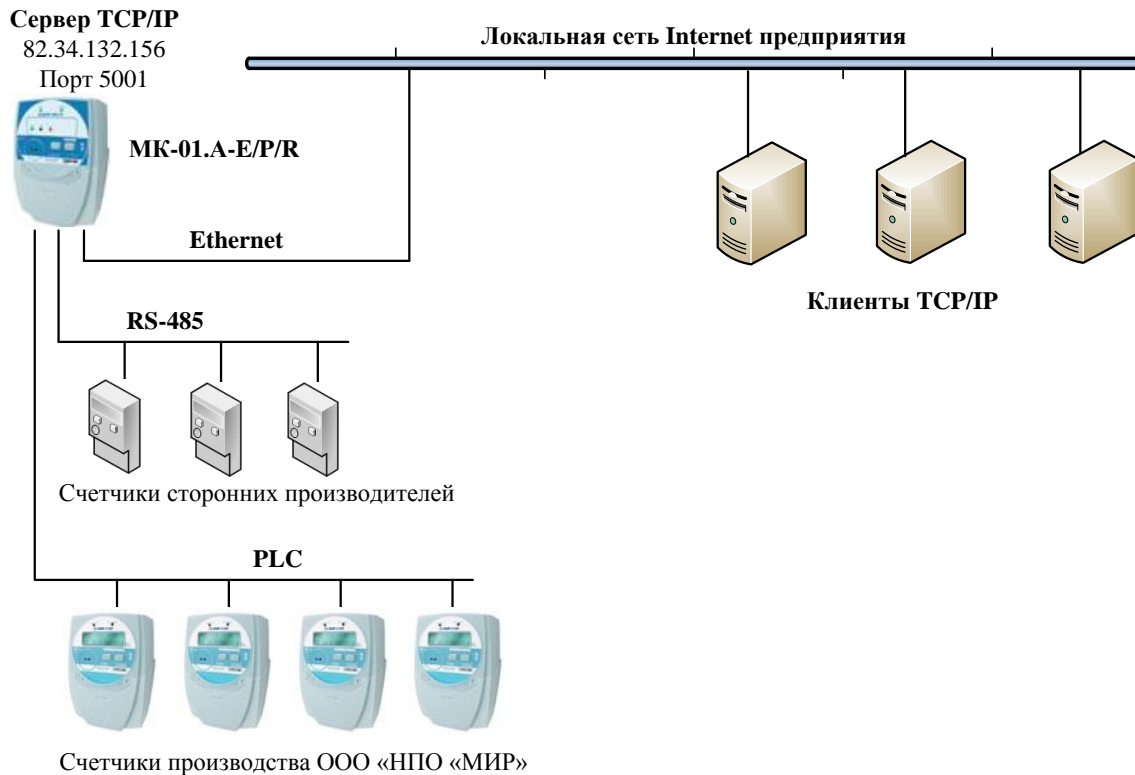 Сервер TCP/IP
82.34.132.156
Порт 5001
Локальная сеть Internet предприятия
МК-01.А-E/P/R
Ethernet
Клиенты TCP/IP
RS-485
Счетчики сторонних производителей
PLC
Счетчики производства ООО «НПО «МИР»